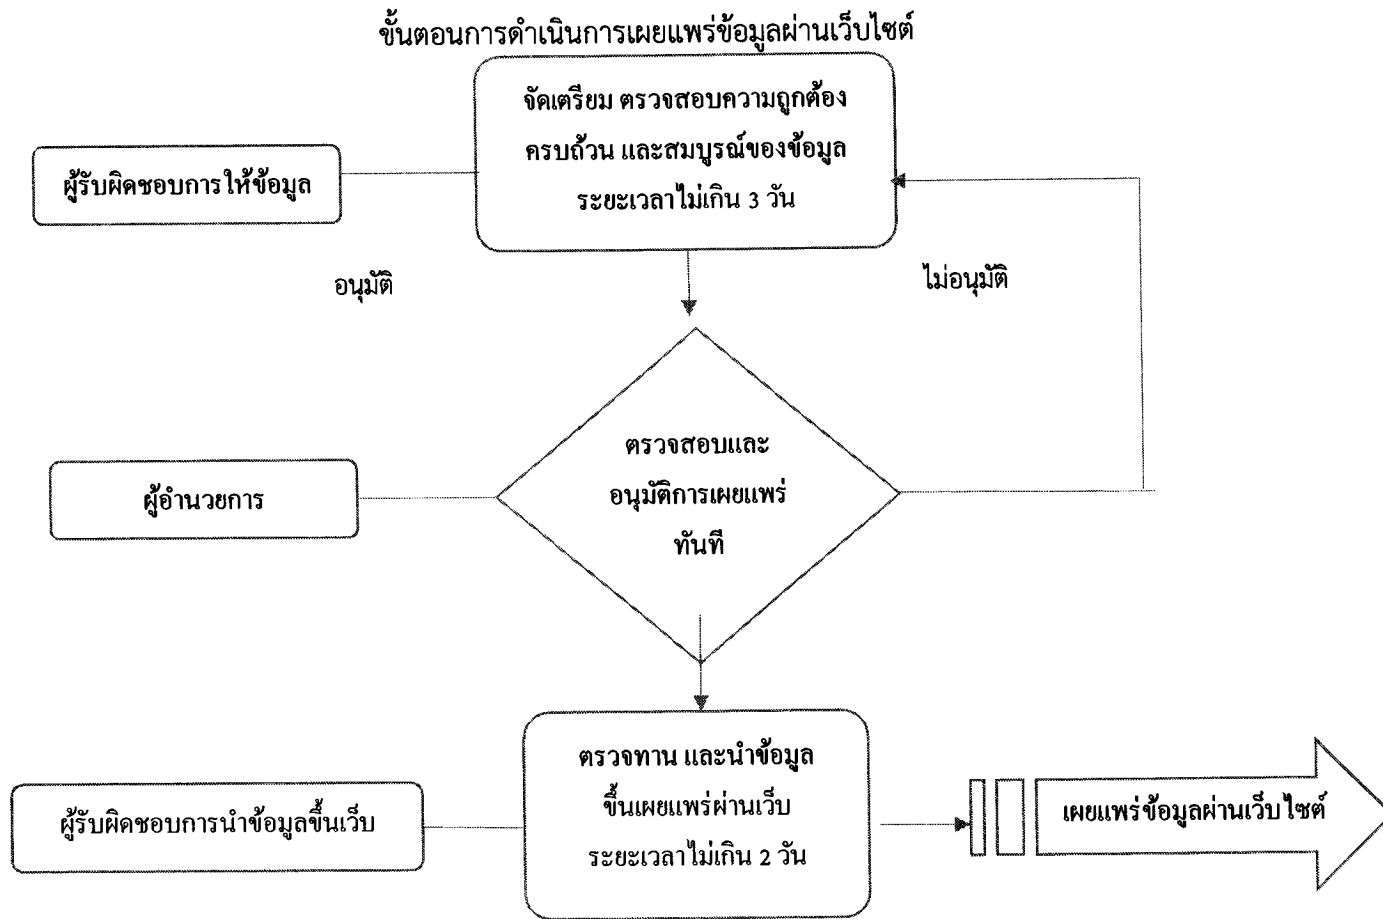 ขั้นตอนการดำเนินการเผยแพร่ข้อมูลผ่านเว็บไซต์
จัดเตรียม ตรวจสอบความถูกต้อง
ครบถ้วน และสมบูรณ์ของข้อมูล
ระยะเวลาไม่เกิน 3 วัน
ผู้รับผิดชอบการให้ข้อมูล
อนุมัติ
ไม่อนุมัติ
ตรวจสอบและ
อนุมัติการเผยแพร่
ทันที
ผู้อำนวยการ
ตรวจทาน และนำข้อมูล
ขึ้นเผยแพร่ผ่านเว็บ
ระยะเวลาไม่เกิน 2 วัน
ผู้รับผิดชอบการนำข้อมูลขึ้นเว็บ
เผยแพร่ข้อมูลผ่านเว็บไซต์